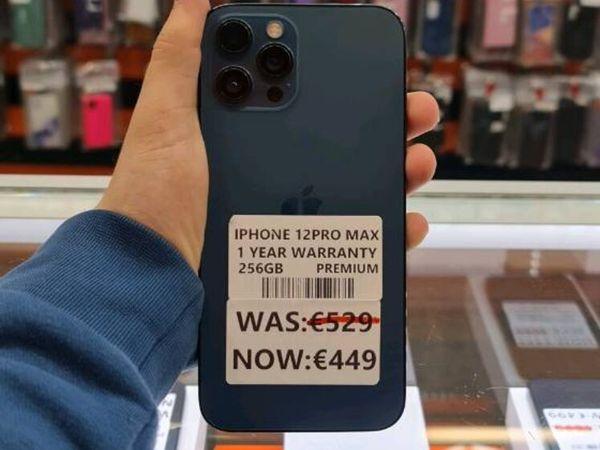 IPHONE 12PRO MAX
1 YEAR WARRANTY
256GB PREMIUM
WAS:€529
NOW:€449